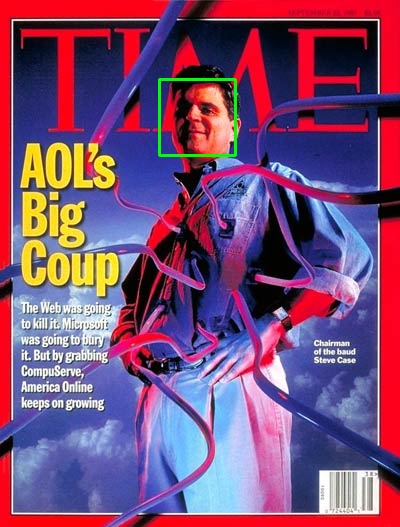 TIME
AOL's
Big
Coup
The Web was going
to kill it. Microsoft
was going to bury
it. But by grabbing
CompuServe,
America Online
keeps on growing
Chairman
of the baud
Steve Case
38>